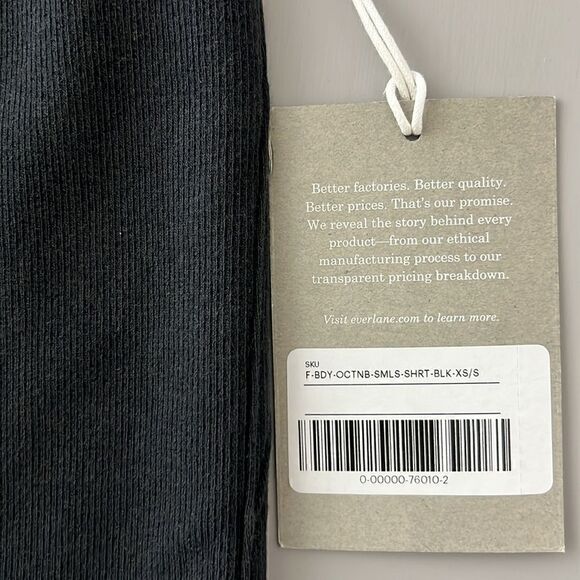 Better factories. Better quality.
Better prices. That's our promise.
We reveal the story behind every
product—from our ethical
manufacturing process to our
transparent pricing breakdown.
Visit everlane.com to learn more.
SKU
F-BDY-OCTNB-SMLS-SHRT-BLK-XS/S
0-00000-76010-2